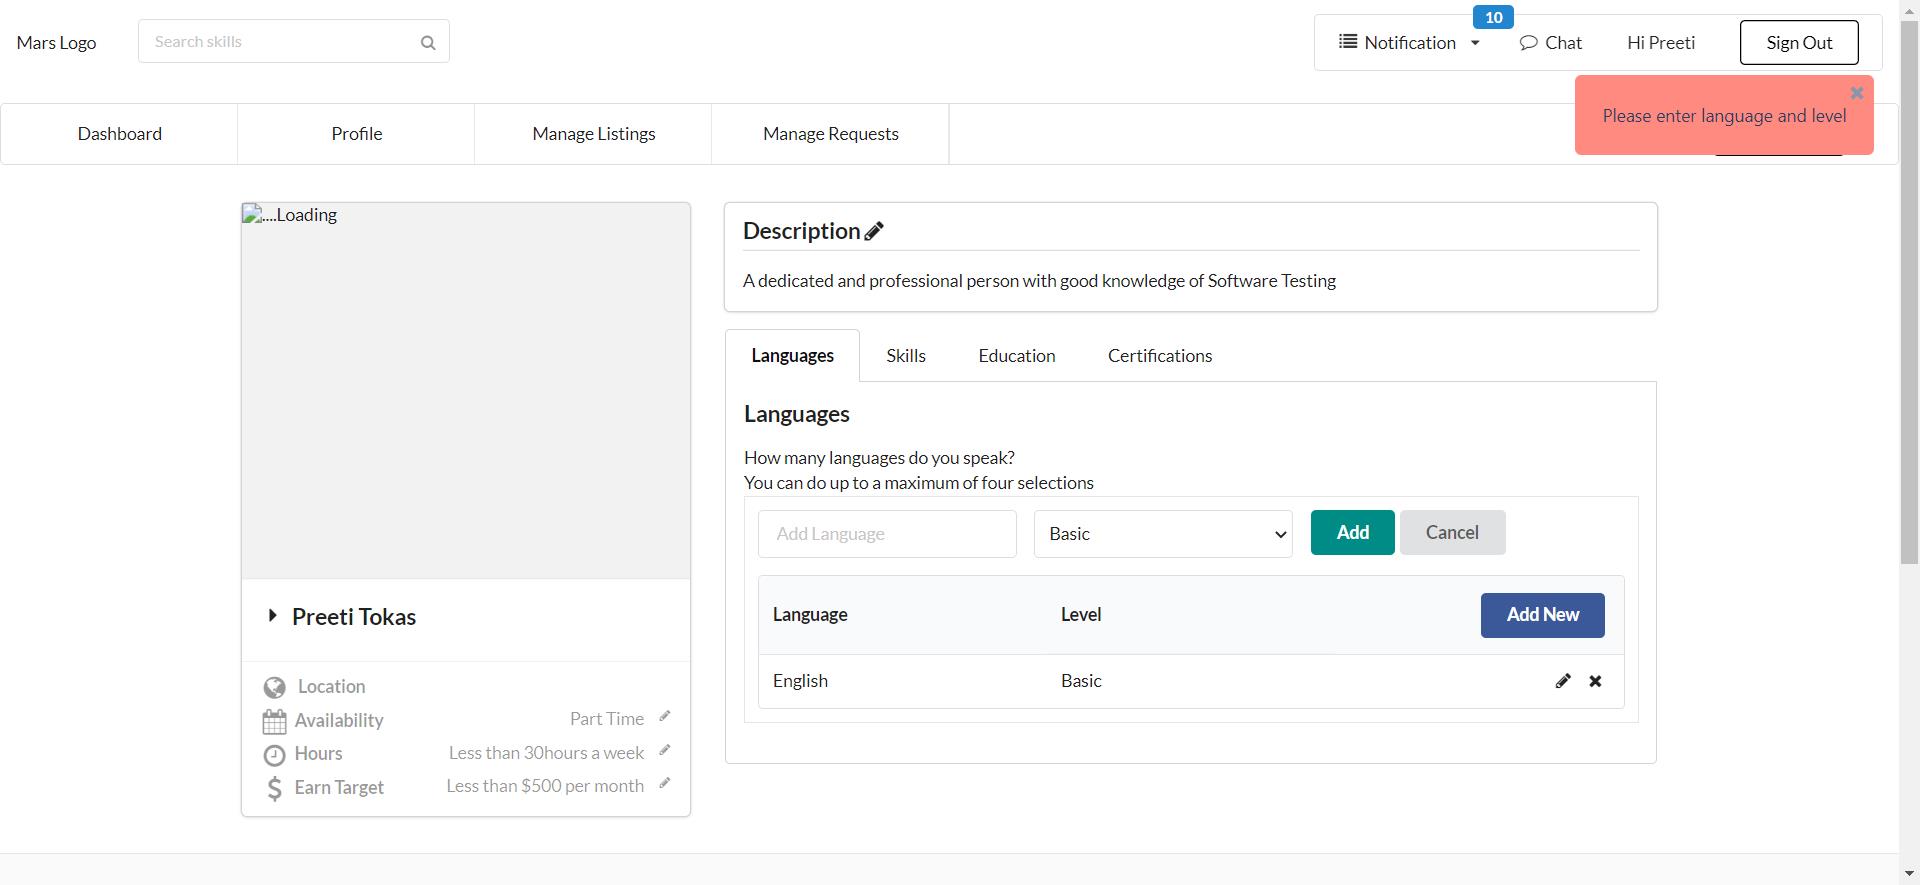 Mars Logo
Search skills
Notification
10
Chat
Hi Preeti
Sign Out
Please enter language and level
Dashboard
Profile
Manage Listings
Manage Requests
....Loading
Preeti Tokas
Location
Availability
Part Time
Hours
Less than 30hours a week
Earn Target
Less than $500 per month
Description
A dedicated and professional person with good knowledge of Software Testing
Languages
Skills
Education
Certifications
Languages
How many languages do you speak?
You can do up to a maximum of four selections
Add Language
Basic
Add
Cancel
Language
Level
Add New
English
Basic